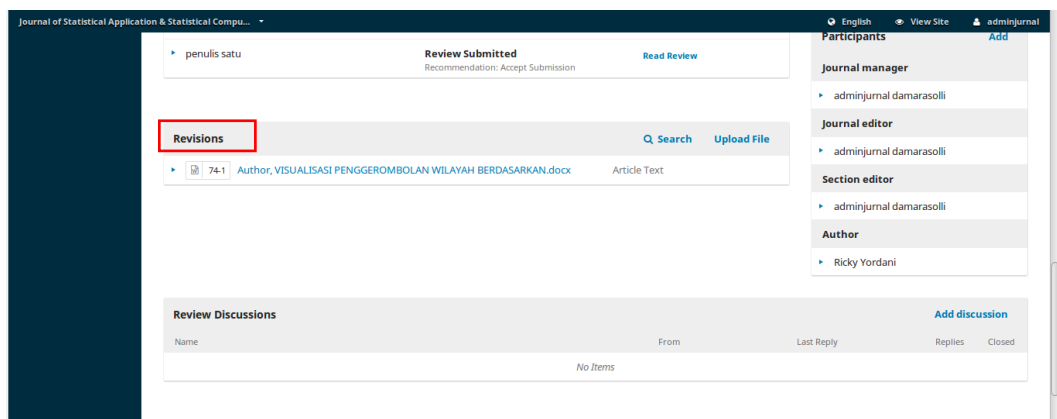 Journal of Statistical Application & Statistical Compu...
English View Site adminjurnal
penulis satu Review Submitted Read Review
Recommendation: Accept Submission
Revisions Search Upload File
74-1 Author, VISUALISASI PENGGEROMBOLAN WILAYAH BERDASARKAN.docx Article Text
Participants Add
Journal manager
adminjurnal damarasolli
Journal editor
adminjurnal damarasolli
Section editor
adminjurnal damarasolli
Author
Ricky Yordani
Review Discussions Add discussion
Name From Last Reply Replies Closed
No Items